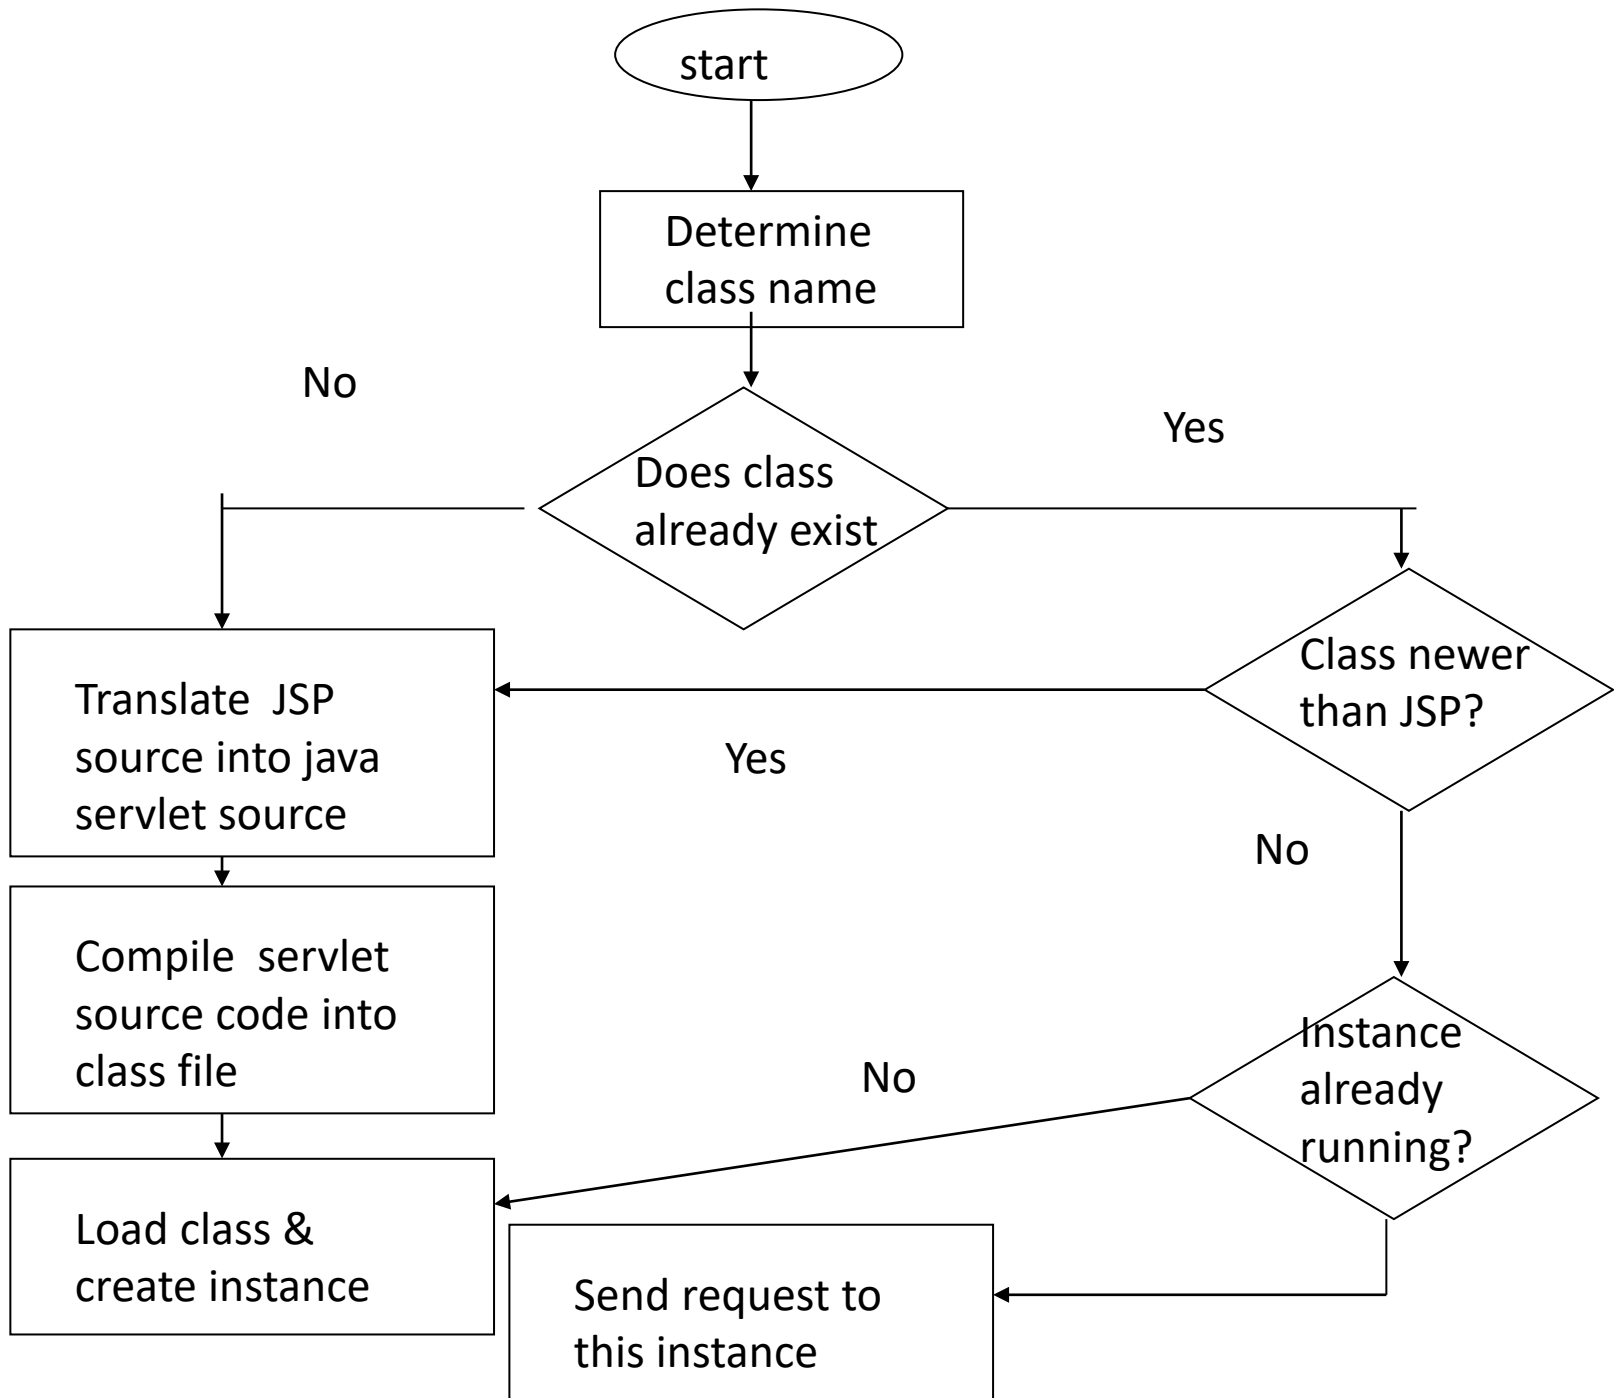 start
Determine
class name
No
Yes
Does class
already exist
Class newer
than JSP?
Translate  JSP
source into java
servlet source
Yes
No
Compile  servlet
source code into
class file
Instance
already
running?
No
Load class &
create instance
Send request to
this instance